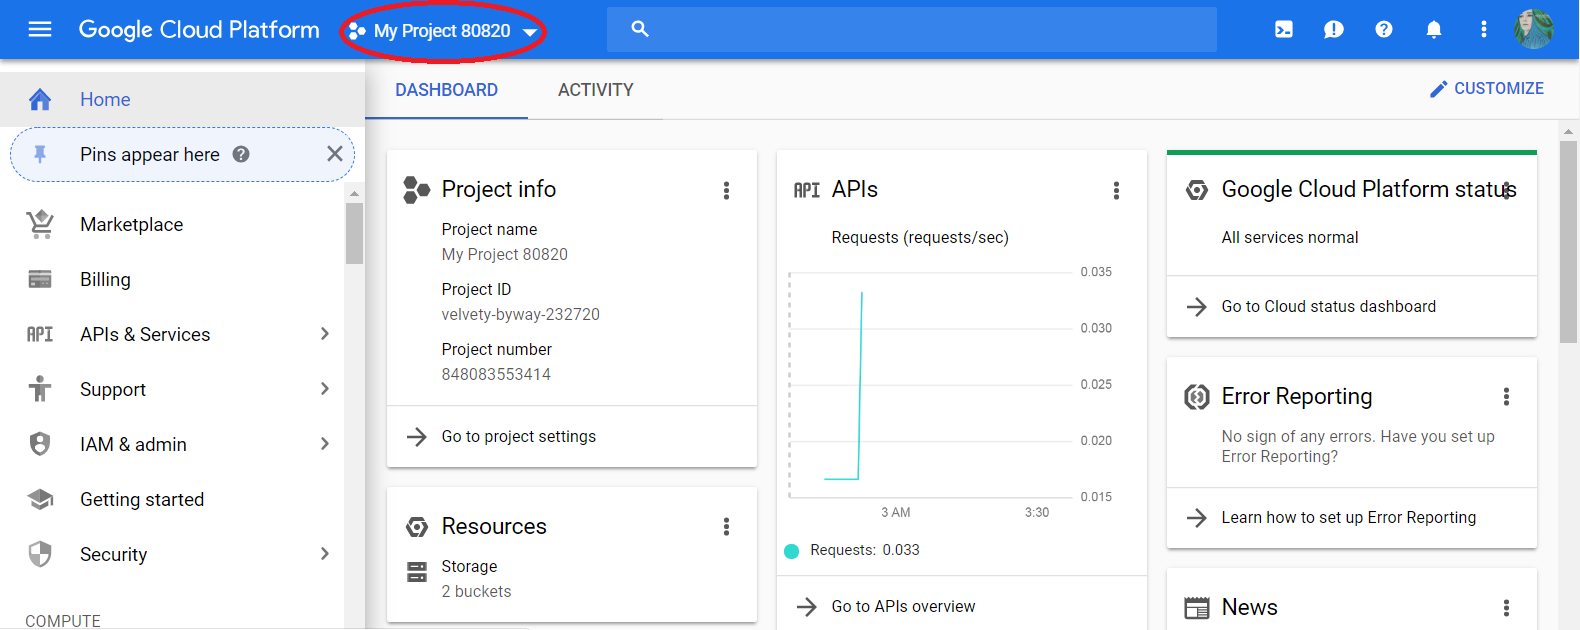 Google Cloud Platform
My Project 80820
Home
Pins appear here
Marketplace
Billing
API
APIs & Services
Support
IAM & admin
Getting started
Security
COMPUTE
DASHBOARD
ACTIVITY
CUSTOMIZE
Project info
Project name
My Project 80820
Project ID
velvety-byway-232720
Project number
848083553414
Go to project settings
Resources
Storage
2 buckets
API
APIs
Requests (requests/sec)
0.035
0.030
0.025
0.020
0.015
3 AM
3:30
Requests: 0.033
Go to APIs overview
Google Cloud Platform status
All services normal
Go to Cloud status dashboard
Error Reporting
No sign of any errors. Have you set up
Error Reporting?
Learn how to set up Error Reporting
News